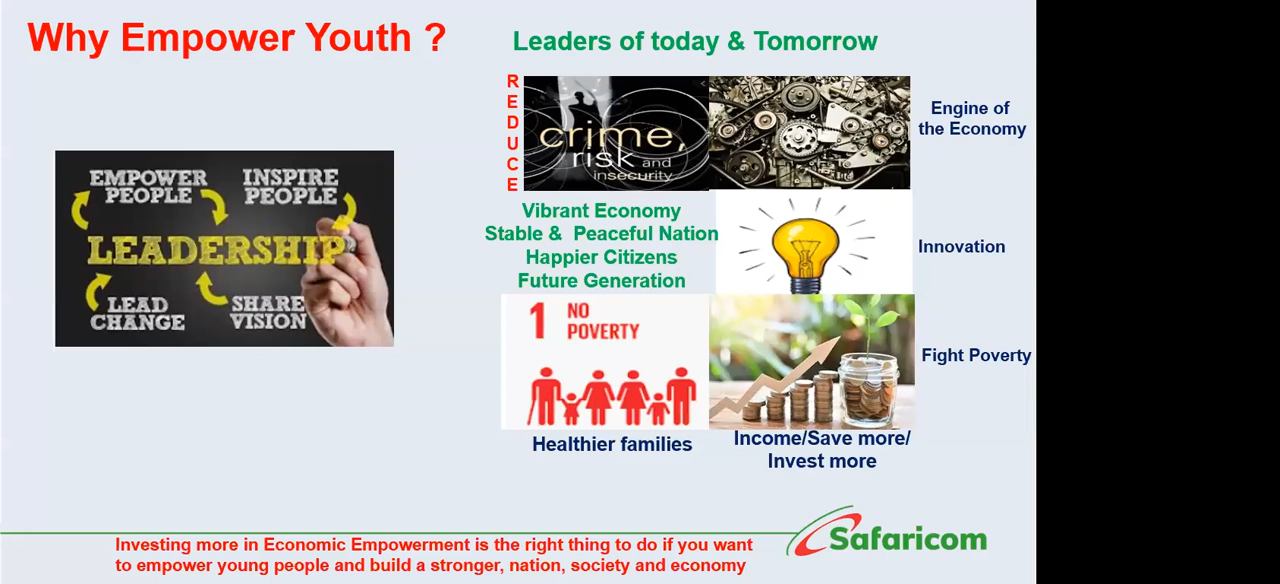 Why Empower Youth ?
Leaders of today & Tomorrow
EMPOWER
PEOPLE
INSPIRE
PEOPLE
LEADERSHIP
LEAD
CHANGE
SHARE
VISION
REDUCE
crime,
risk and
insecurity
Engine of
the Economy
Vibrant Economy
Stable & Peaceful Nation
Happier Citizens
Future Generation
Innovation
1 NO
POVERTY
Fight Poverty
Healthier families
Income/Save more/
Invest more
Safaricom
Investing more in Economic Empowerment is the right thing to do if you want
to empower young people and build a stronger, nation, society and economy